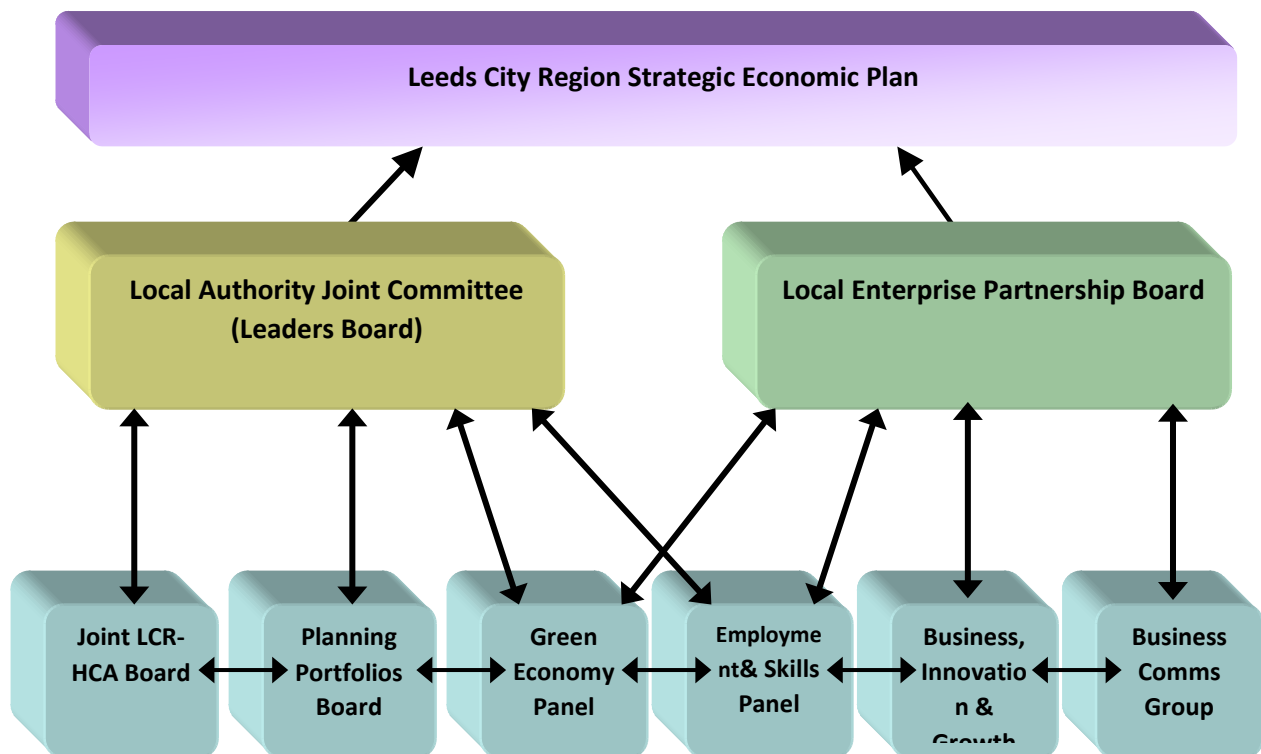 Leeds City Region Strategic Economic Plan
Local Authority Joint Committee
(Leaders Board)
Local Enterprise Partnership Board
Joint LCR-
HCA Board
Planning
Portfolios
Board
Green
Economy
Panel
Employme
nt& Skills
Panel
Business,
Innovatio
n &
Growth
Business
Comms
Group